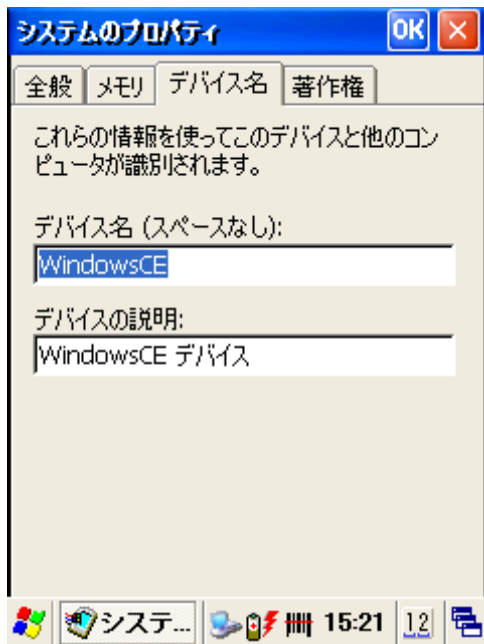 システムのプロパティ OK
全般 メモリ デバイス名 著作権
これらの情報を使ってこのデバイスと他のコン
ピュータが識別されます。
デバイス名 (スペースなし):
WindowsCE
デバイスの説明:
WindowsCE デバイス
システ... 15:21 12